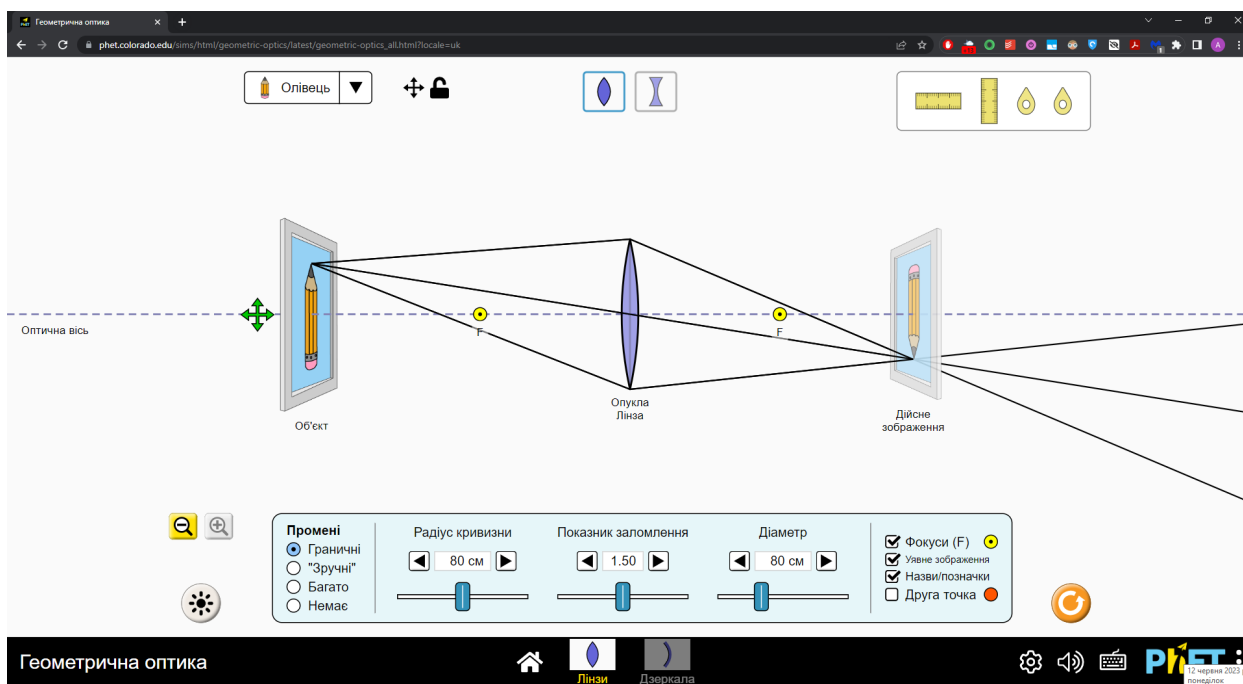 Геометрична оптика
phet.colorado.edu/sims/html/geometric-optics/latest/geometric-optics_all.html?locale=uk
Олівець
Оптична вісь
F
F
Об'єкт
Опукла
Лінза
Дійсне
зображення
Промені
Граничні
"Зручні"
Багато
Немає
Радіус кривизни
80 см
Показник заломлення
1.50
Діаметр
80 см
Фокуси (F)
Уявне зображення
Назви/позначки
Друга точка
Геометрична оптика
Лінзи
Дзеркала
PhET
12 червня 2023
понеділок